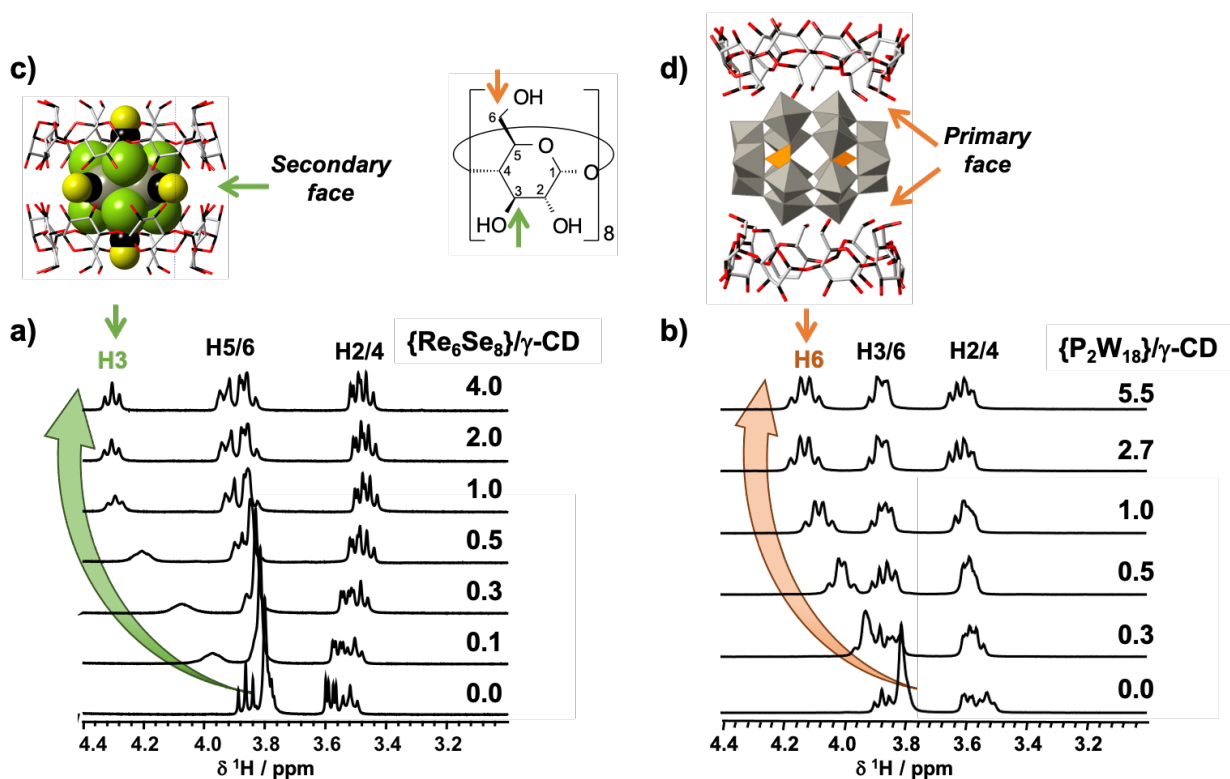 c)
Secondary
face
OH
6
5
O
4
1
O
3
2
HO
OH
8
d)
Primary
face
a)
H3
H5/6
H2/4
{Re₆Se₈}/γ-CD
4.0
2.0
1.0
0.5
0.3
0.1
0.0
4.4 4.0 3.8 3.6 3.4 3.2
δ ¹H / ppm
b)
H6
H3/6
H2/4
{P₂W₁₈}/γ-CD
5.5
2.7
1.0
0.5
0.3
0.0
4.4 4.2 4.0 3.8 3.6 3.4 3.2
δ ¹H / ppm